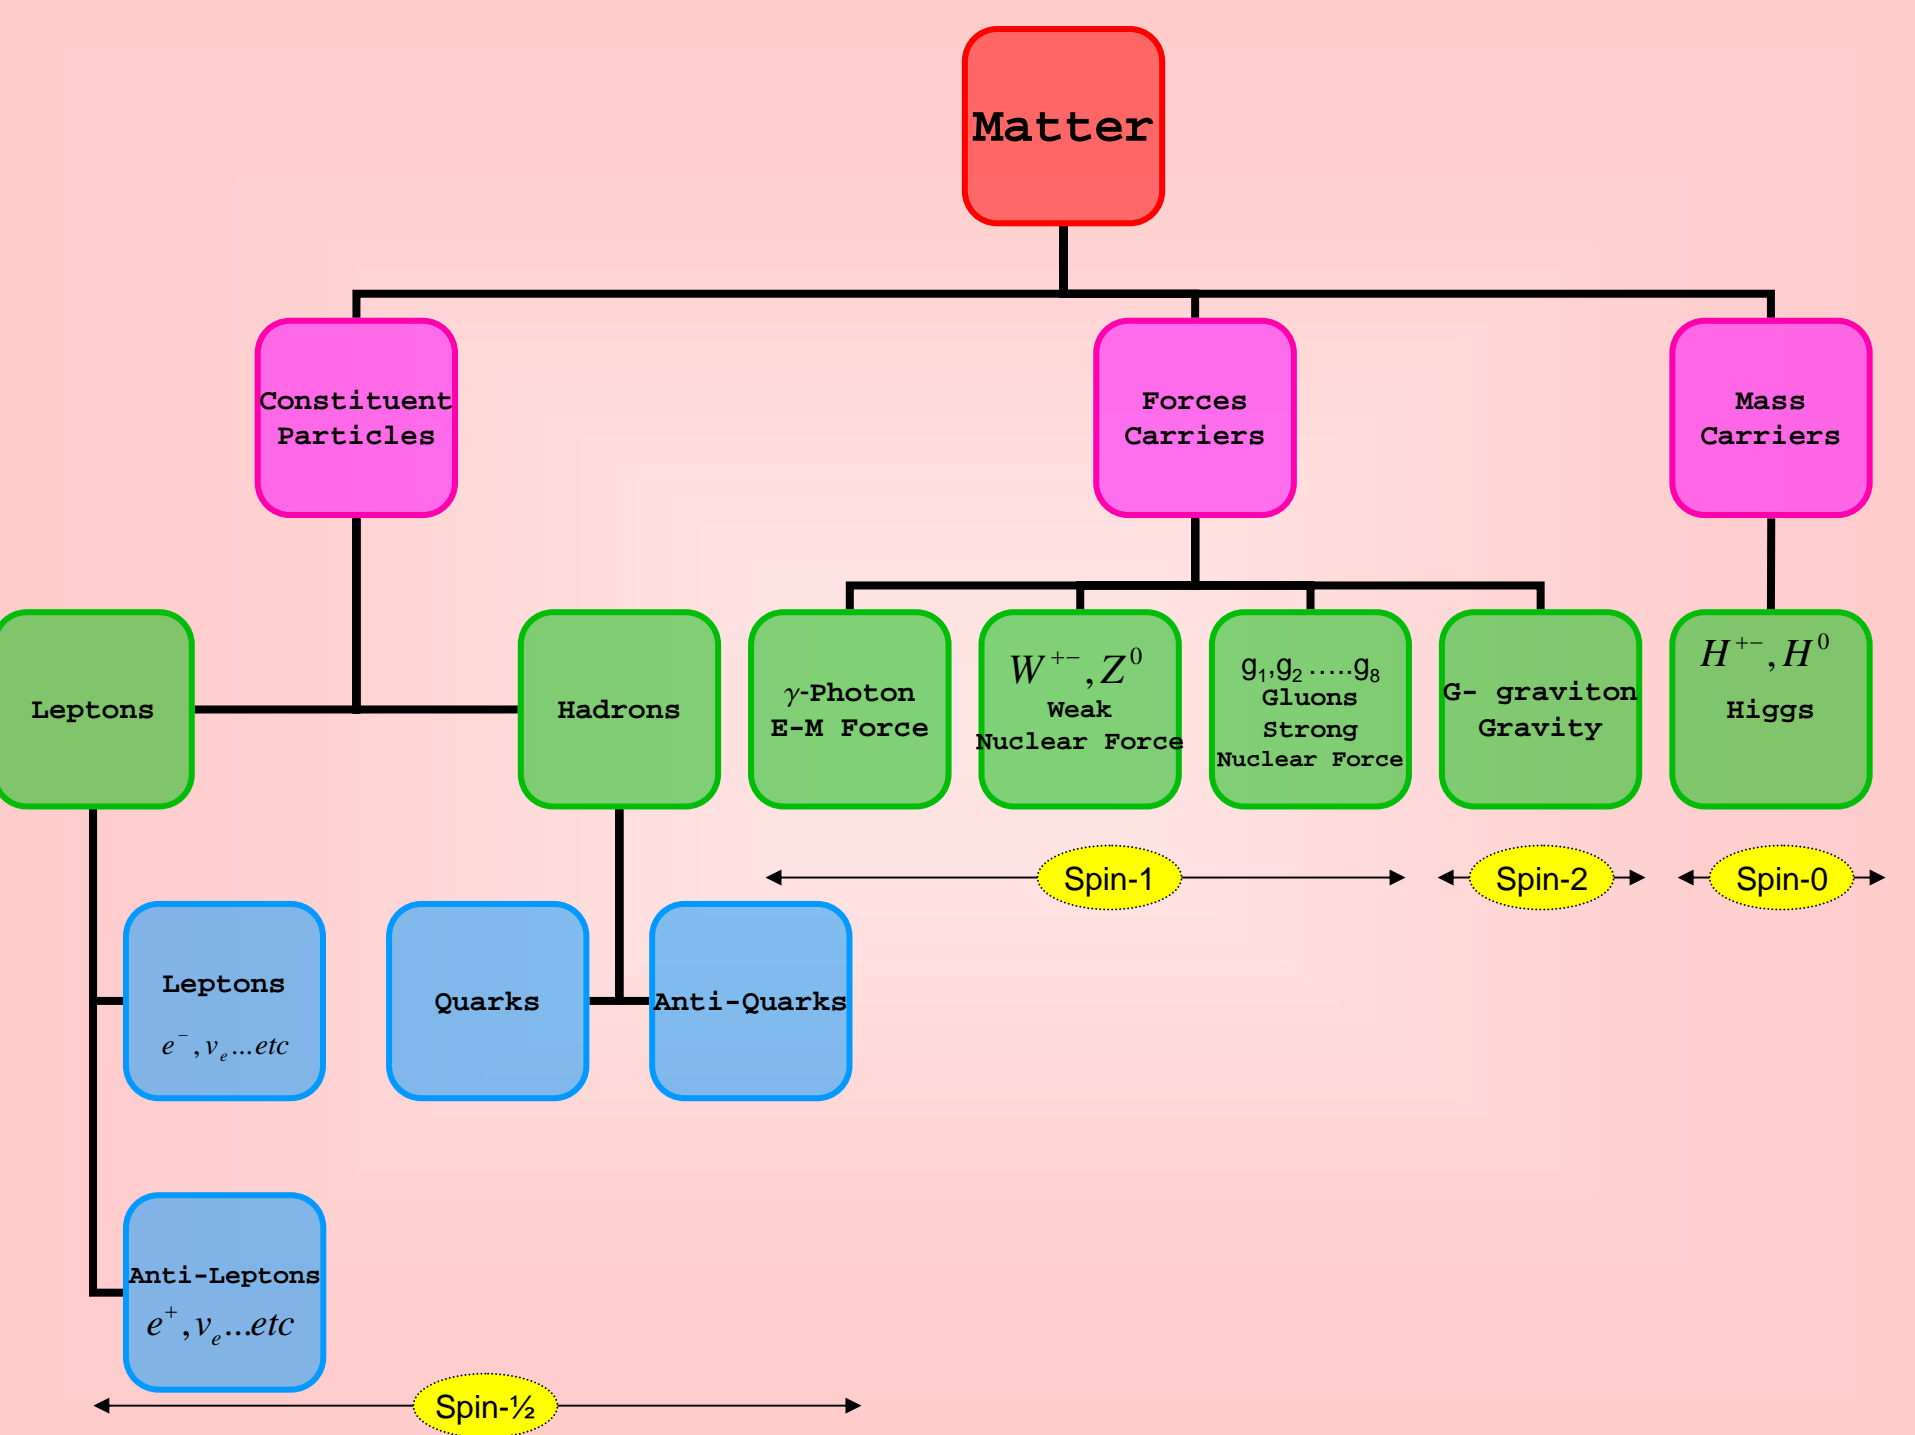 Matter
Constituent
Particles
Forces
Carriers
Mass
Carriers
Leptons
Hadrons
γ-Photon
E-M Force
W⁺⁻, Z⁰
Weak
Nuclear Force
g₁,g₂ .....g₈
Gluons
Strong
Nuclear Force
G- graviton
Gravity
H⁺⁻, H⁰
Higgs
Spin-1
Spin-2
Spin-0
Leptons
e⁻, νₑ...etc
Quarks
Anti-Quarks
Anti-Leptons
e⁺, νₑ...etc
Spin-½